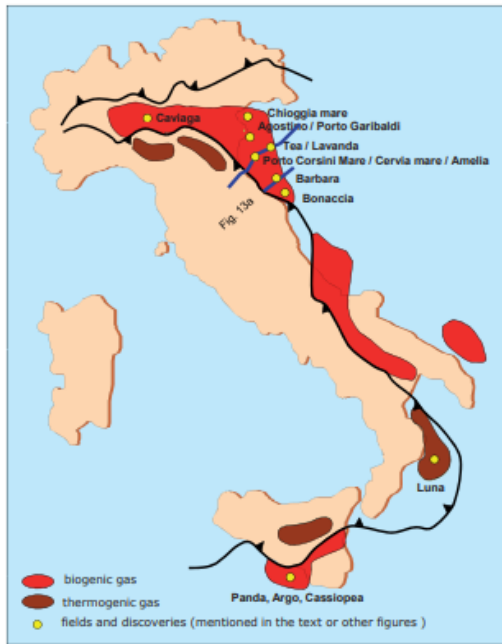 Caviaga
Chioggia mare
Agostino / Porto Garibaldi
Tea / Lavanda
Porto Corsini Mare / Cervia mare / Amelia
Barbara
Bonaccia
Fig. 13a
Luna
Panda, Argo, Cassiopea
biogenic gas
thermogenic gas
fields and discoveries (mentioned in the text or other figures )